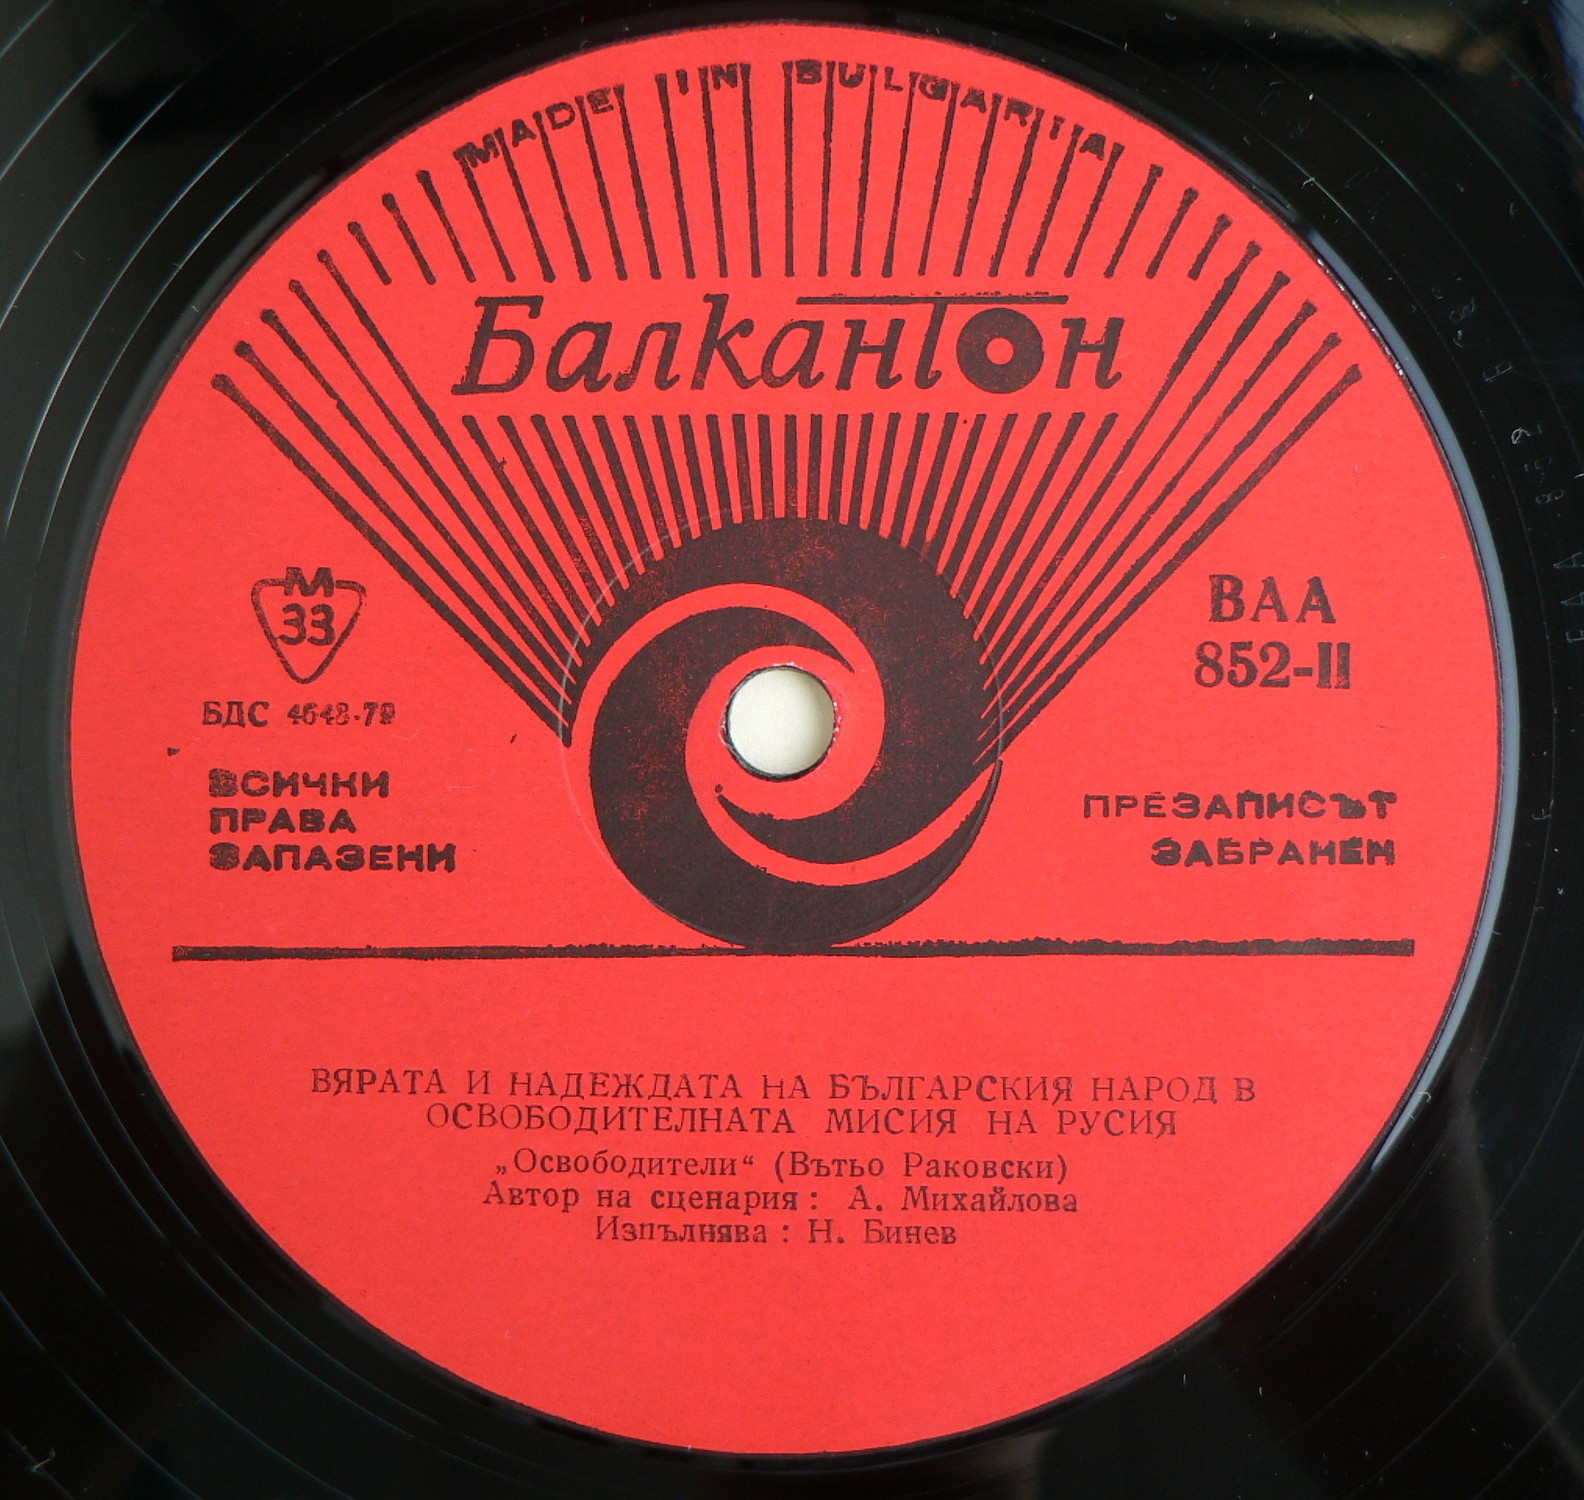 MADE IN BULGARIA
Балкантон
М
33
БДС 4648-79
ВСИЧКИ
ПРАВА
ЗАПАЗЕНИ
ВАА
852-II
ПРЕЗАПИСЪТ
ЗАБРАНЕН
ВЯРАТА И НАДЕЖДАТА НА БЪЛГАРСКИЯ НАРОД В
ОСВОБОДИТЕЛНАТА МИСИЯ НА РУСИЯ
„Освободители“ (Вътьо Раковски)
Автор на сценария : А. Михайлова
Изпълнява : Н. Бинев